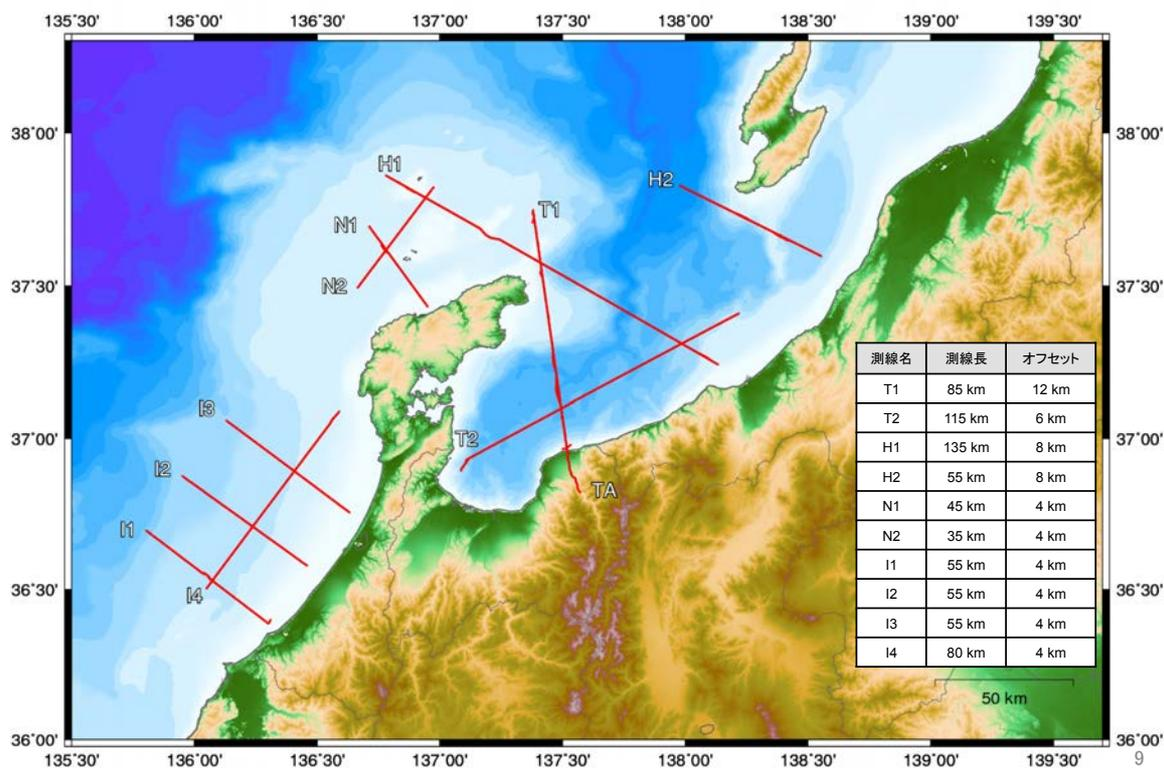 135°30' 136°00' 136°30' 137°00' 137°30' 138°00' 138°30' 139°00' 139°30'
38°00' 38°00'
H1
H2
T1
N1
N2
37°30' 37°30'
測線名 測線長 オフセット
T1 85 km 12 km
T2 115 km 6 km
H1 135 km 8 km
H2 55 km 8 km
N1 45 km 4 km
N2 35 km 4 km
I1 55 km 4 km
I2 55 km 4 km
I3 55 km 4 km
I4 80 km 4 km
I3
37°00' 37°00'
T2
I2
TA
I1
36°30' 36°30'
I4
50 km
36°00' 36°00'
135°30' 136°00' 136°30' 137°00' 137°30' 138°00' 138°30' 139°00' 139°30'
9